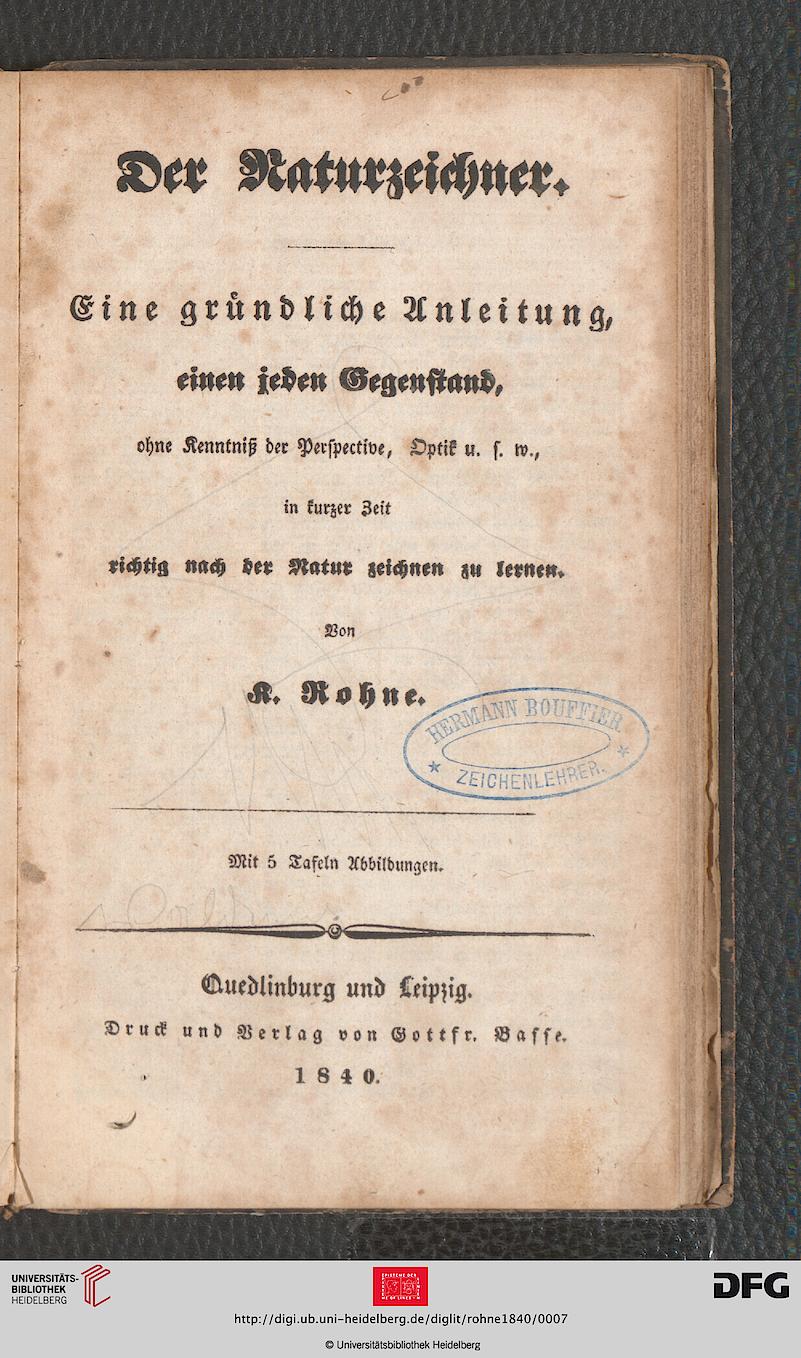 Der Naturzeichner.
Eine gründliche Anleitung,
einen jeden Gegenstand,
ohne Kenntniß der Perspective, Optik u. s. w.,
in kurzer Zeit
richtig nach der Natur zeichnen zu lernen.
Von
K. Rohne.
HERMANN BOUFFIER
* ZEICHENLEHRER. *
Mit 5 Tafeln Abbildungen.
Quedlinburg und Leipzig.
Druck und Verlag von Gottfr. Basse.
1840.
UNIVERSITÄTS-
BIBLIOTHEK
HEIDELBERG
DFG
http://digi.ub.uni-heidelberg.de/diglit/rohne1840/0007
© Universitätsbibliothek Heidelberg